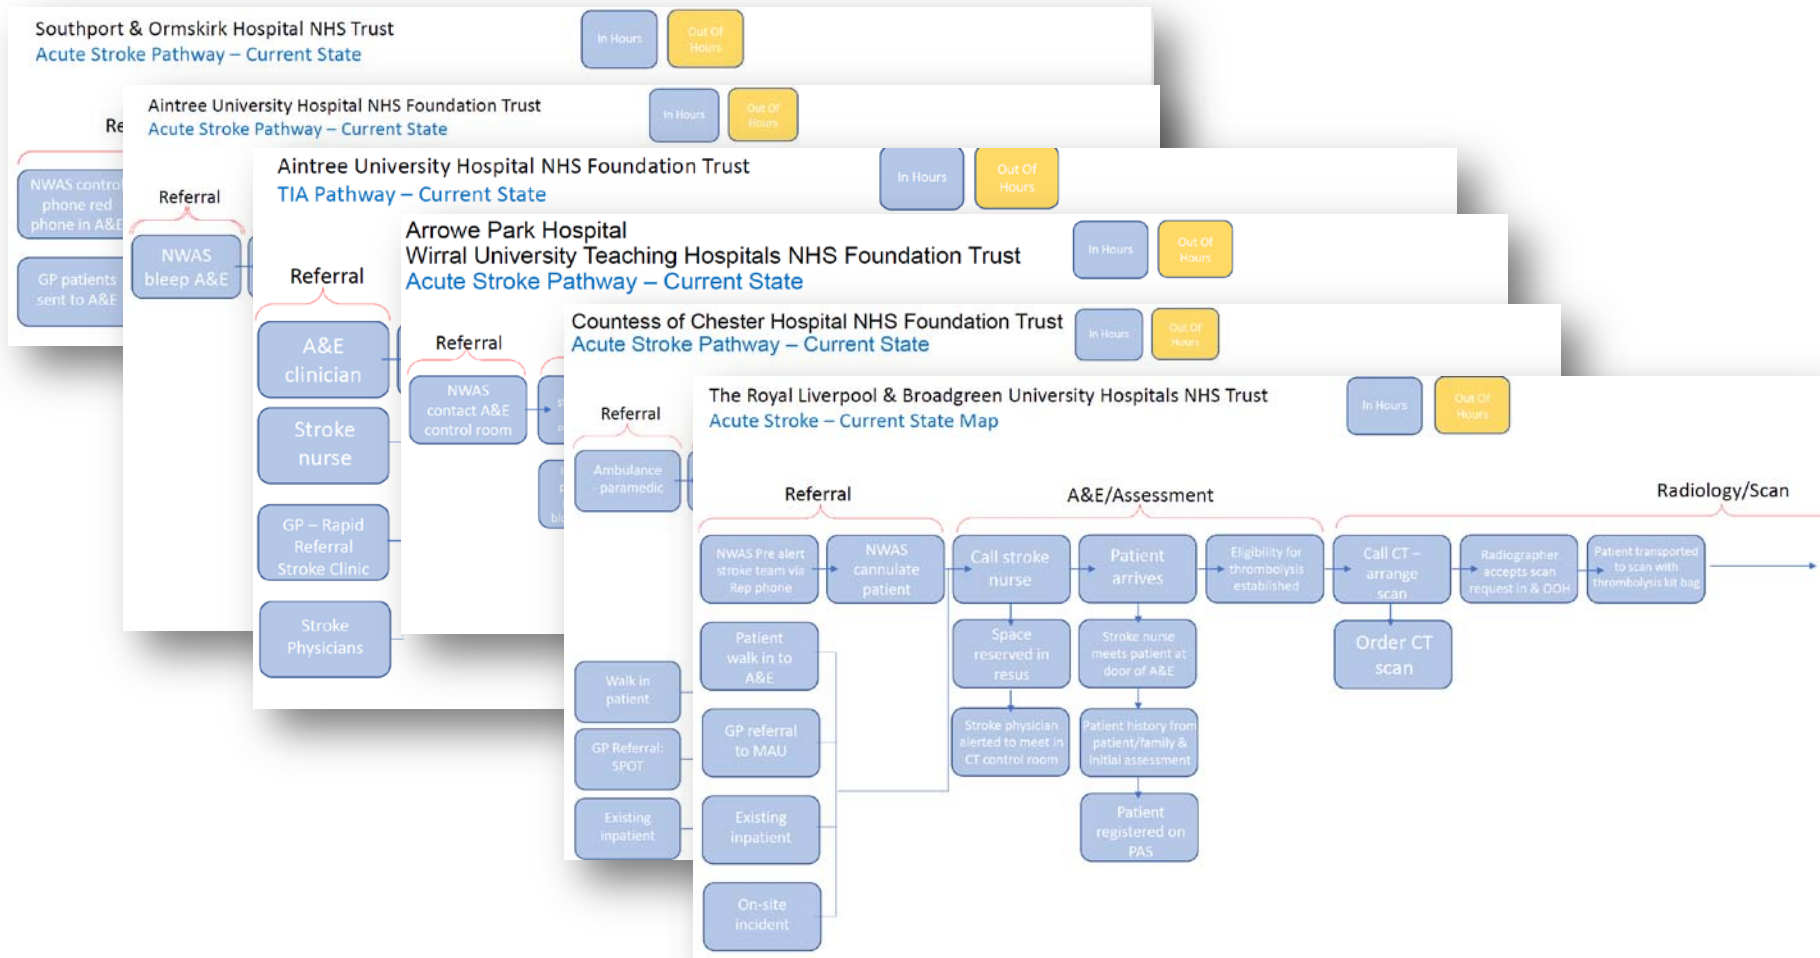 Southport & Ormskirk Hospital NHS Trust
Acute Stroke Pathway – Current State
In Hours
Out Of
Hours
NWAS control
phone red
phone in A&E
GP patients
sent to A&E
Aintree University Hospital NHS Foundation Trust
Acute Stroke Pathway – Current State
In Hours
Out Of
Hours
Referral
NWAS
bleep A&E
Aintree University Hospital NHS Foundation Trust
TIA Pathway – Current State
In Hours
Out Of
Hours
Referral
A&E
clinician
Stroke
nurse
GP – Rapid
Referral
Stroke Clinic
Stroke
Physicians
Arrowe Park Hospital
Wirral University Teaching Hospitals NHS Foundation Trust
Acute Stroke Pathway – Current State
In Hours
Out Of
Hours
Referral
NWAS
contact A&E
control room
Countess of Chester Hospital NHS Foundation Trust
Acute Stroke Pathway – Current State
In Hours
Out Of
Hours
Referral
Ambulance
- paramedic
Walk in
patient
GP Referral:
SPOT
Existing
inpatient
The Royal Liverpool & Broadgreen University Hospitals NHS Trust
Acute Stroke – Current State Map
In Hours
Out Of
Hours
Referral
A&E/Assessment
Radiology/Scan
NWAS Pre alert
stroke team via
Rep phone
NWAS
cannulate
patient
Call stroke
nurse
Patient
arrives
Eligibility for
thrombolysis
established
Call CT –
arrange
scan
Radiographer
accepts scan
request in & OOH
Patient transported
to scan with
thrombolysis kit bag
Patient
walk in to
A&E
Space
reserved in
resus
Stroke nurse
meets patient at
door of A&E
Order CT
scan
GP referral
to MAU
Stroke physician
alerted to meet in
CT control room
Patient history from
patient/family &
initial assessment
Existing
inpatient
Patient
registered on
PAS
On-site
incident